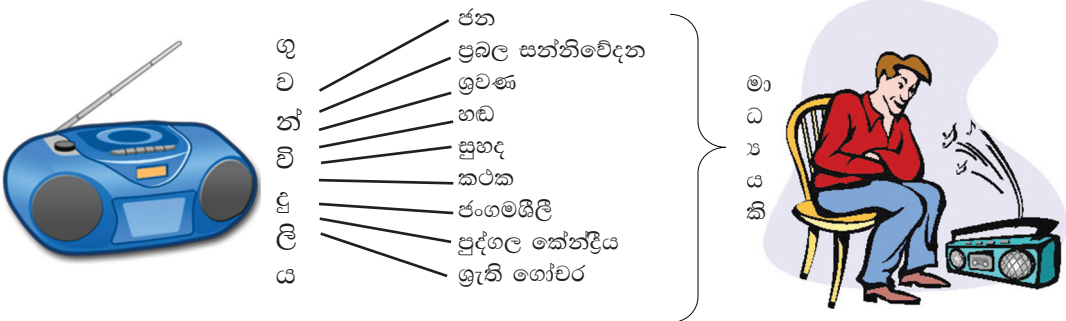 ගු
ව
න්
වි
දු
ලි
ය
ජන
ප්‍රබල සන්නිවේදන
ශ්‍රවණ
හඬ
සුහද
කථක
ජංගමශීලී
පුද්ගල කේන්ද්‍රීය
ශ්‍රැති ගෝචර
මා
ධ
්‍ය
ය
කි